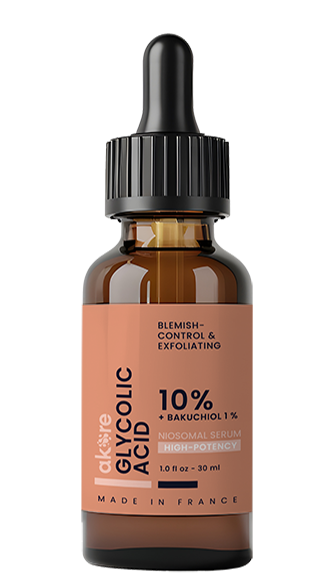 BLEMISH-
CONTROL &
EXFOLIATING
akøre
GLYCOLIC
ACID
10%
+ BAKUCHIOL 1 %
NIOSOMAL SERUM
HIGH-POTENCY
1.0 fl oz - 30 ml
MADE IN FRANCE